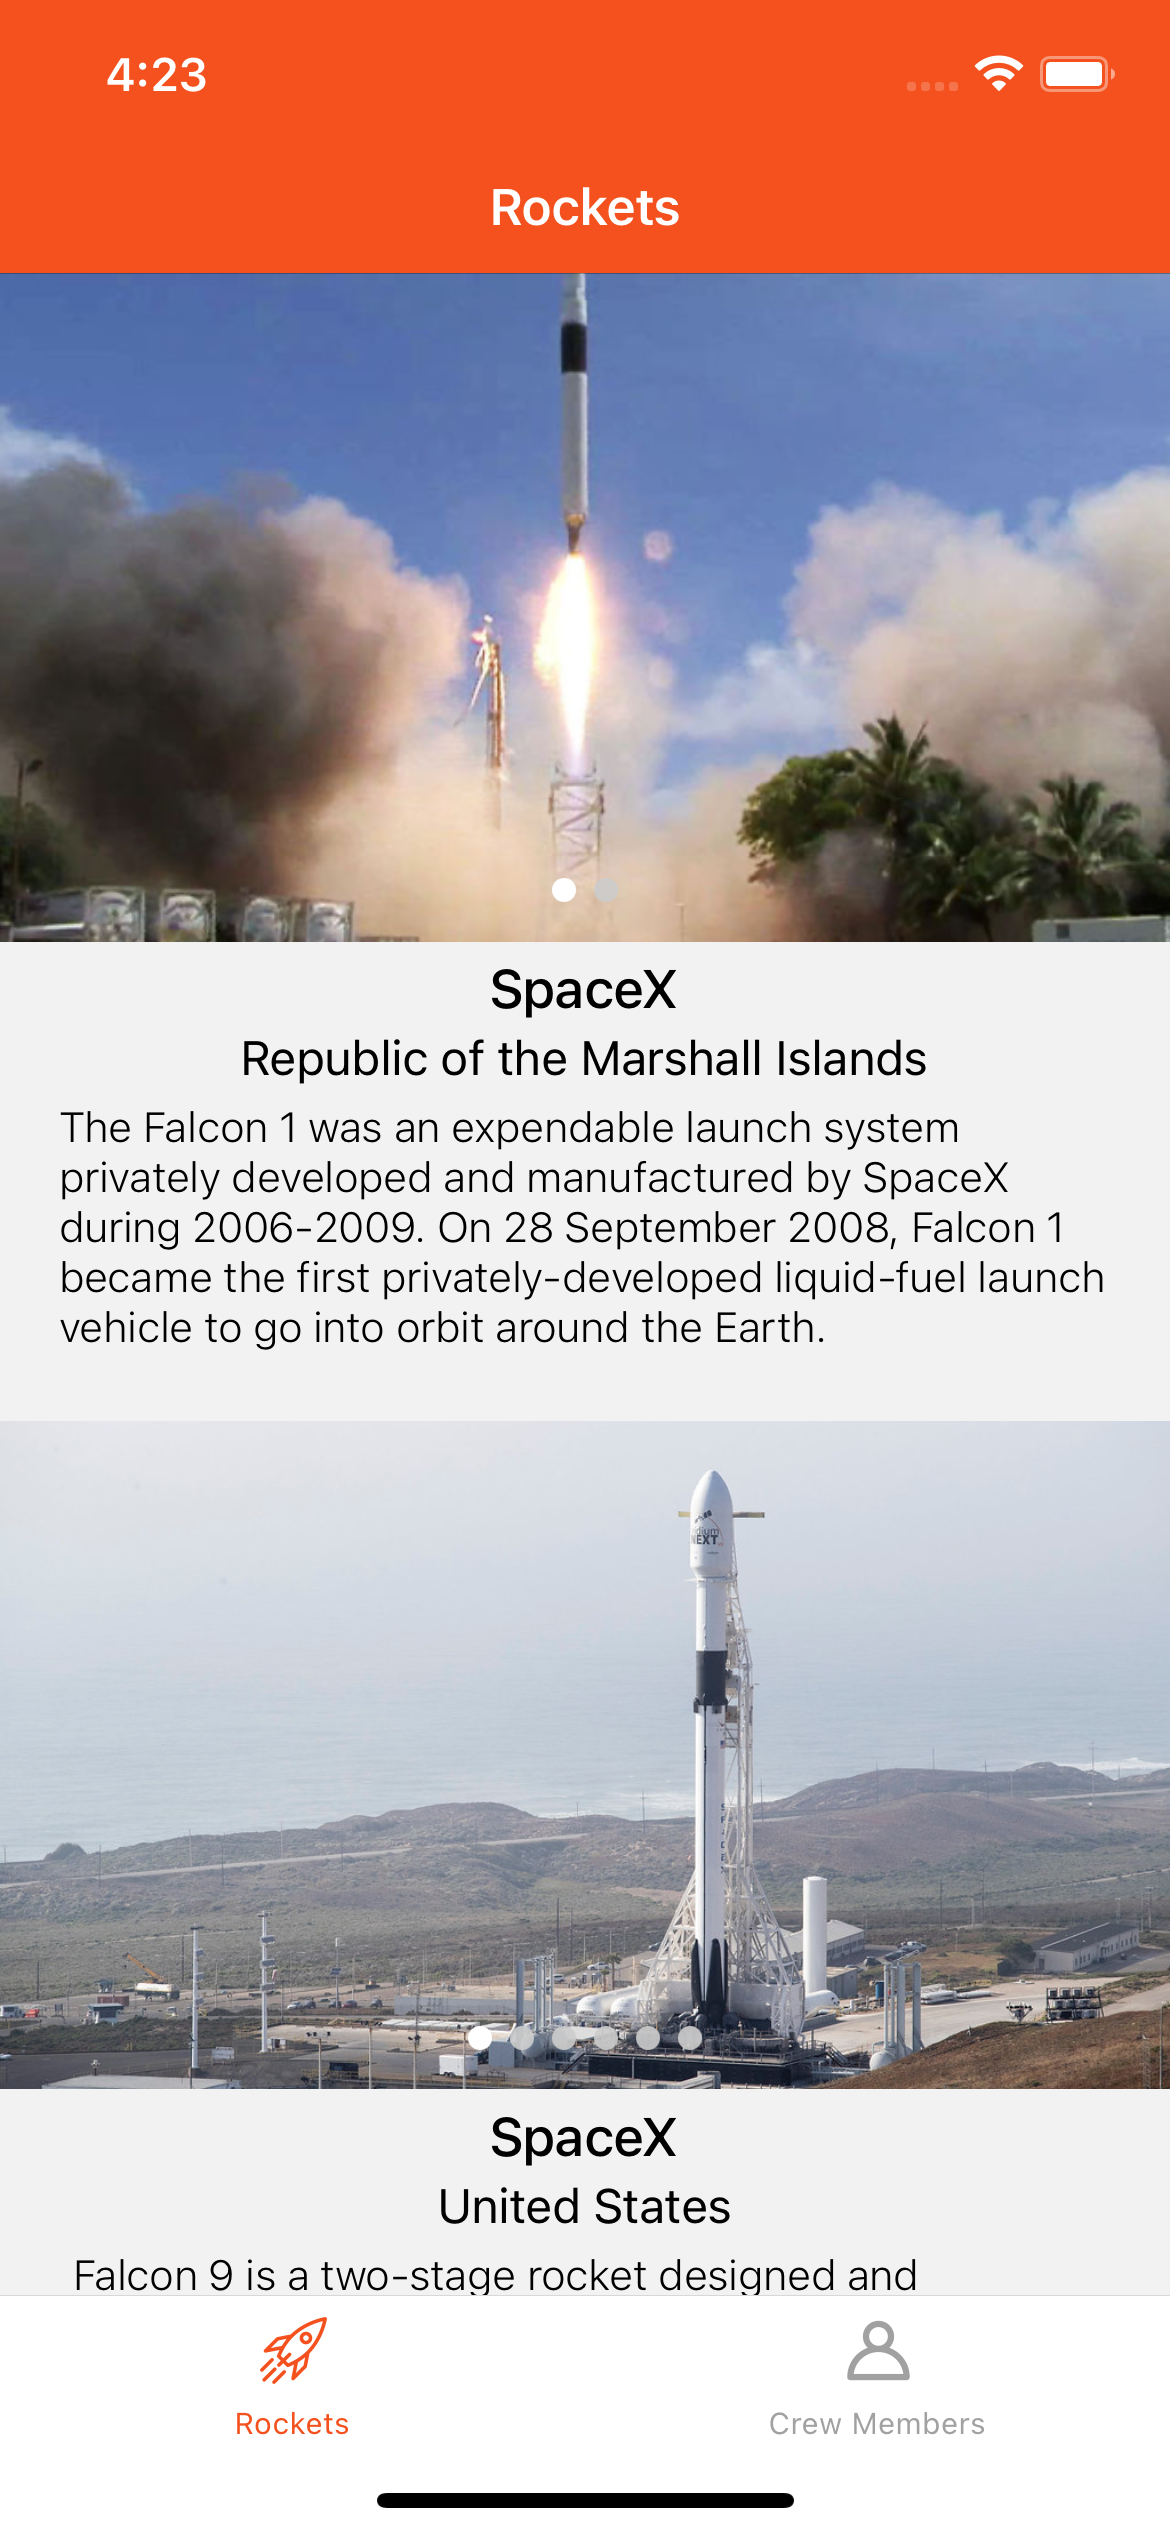 4:23
Rockets
SpaceX
Republic of the Marshall Islands
The Falcon 1 was an expendable launch system
privately developed and manufactured by SpaceX
during 2006-2009. On 28 September 2008, Falcon 1
became the first privately-developed liquid-fuel launch
vehicle to go into orbit around the Earth.
NEXT
SpaceX
United States
Falcon 9 is a two-stage rocket designed and
Rockets
Crew Members